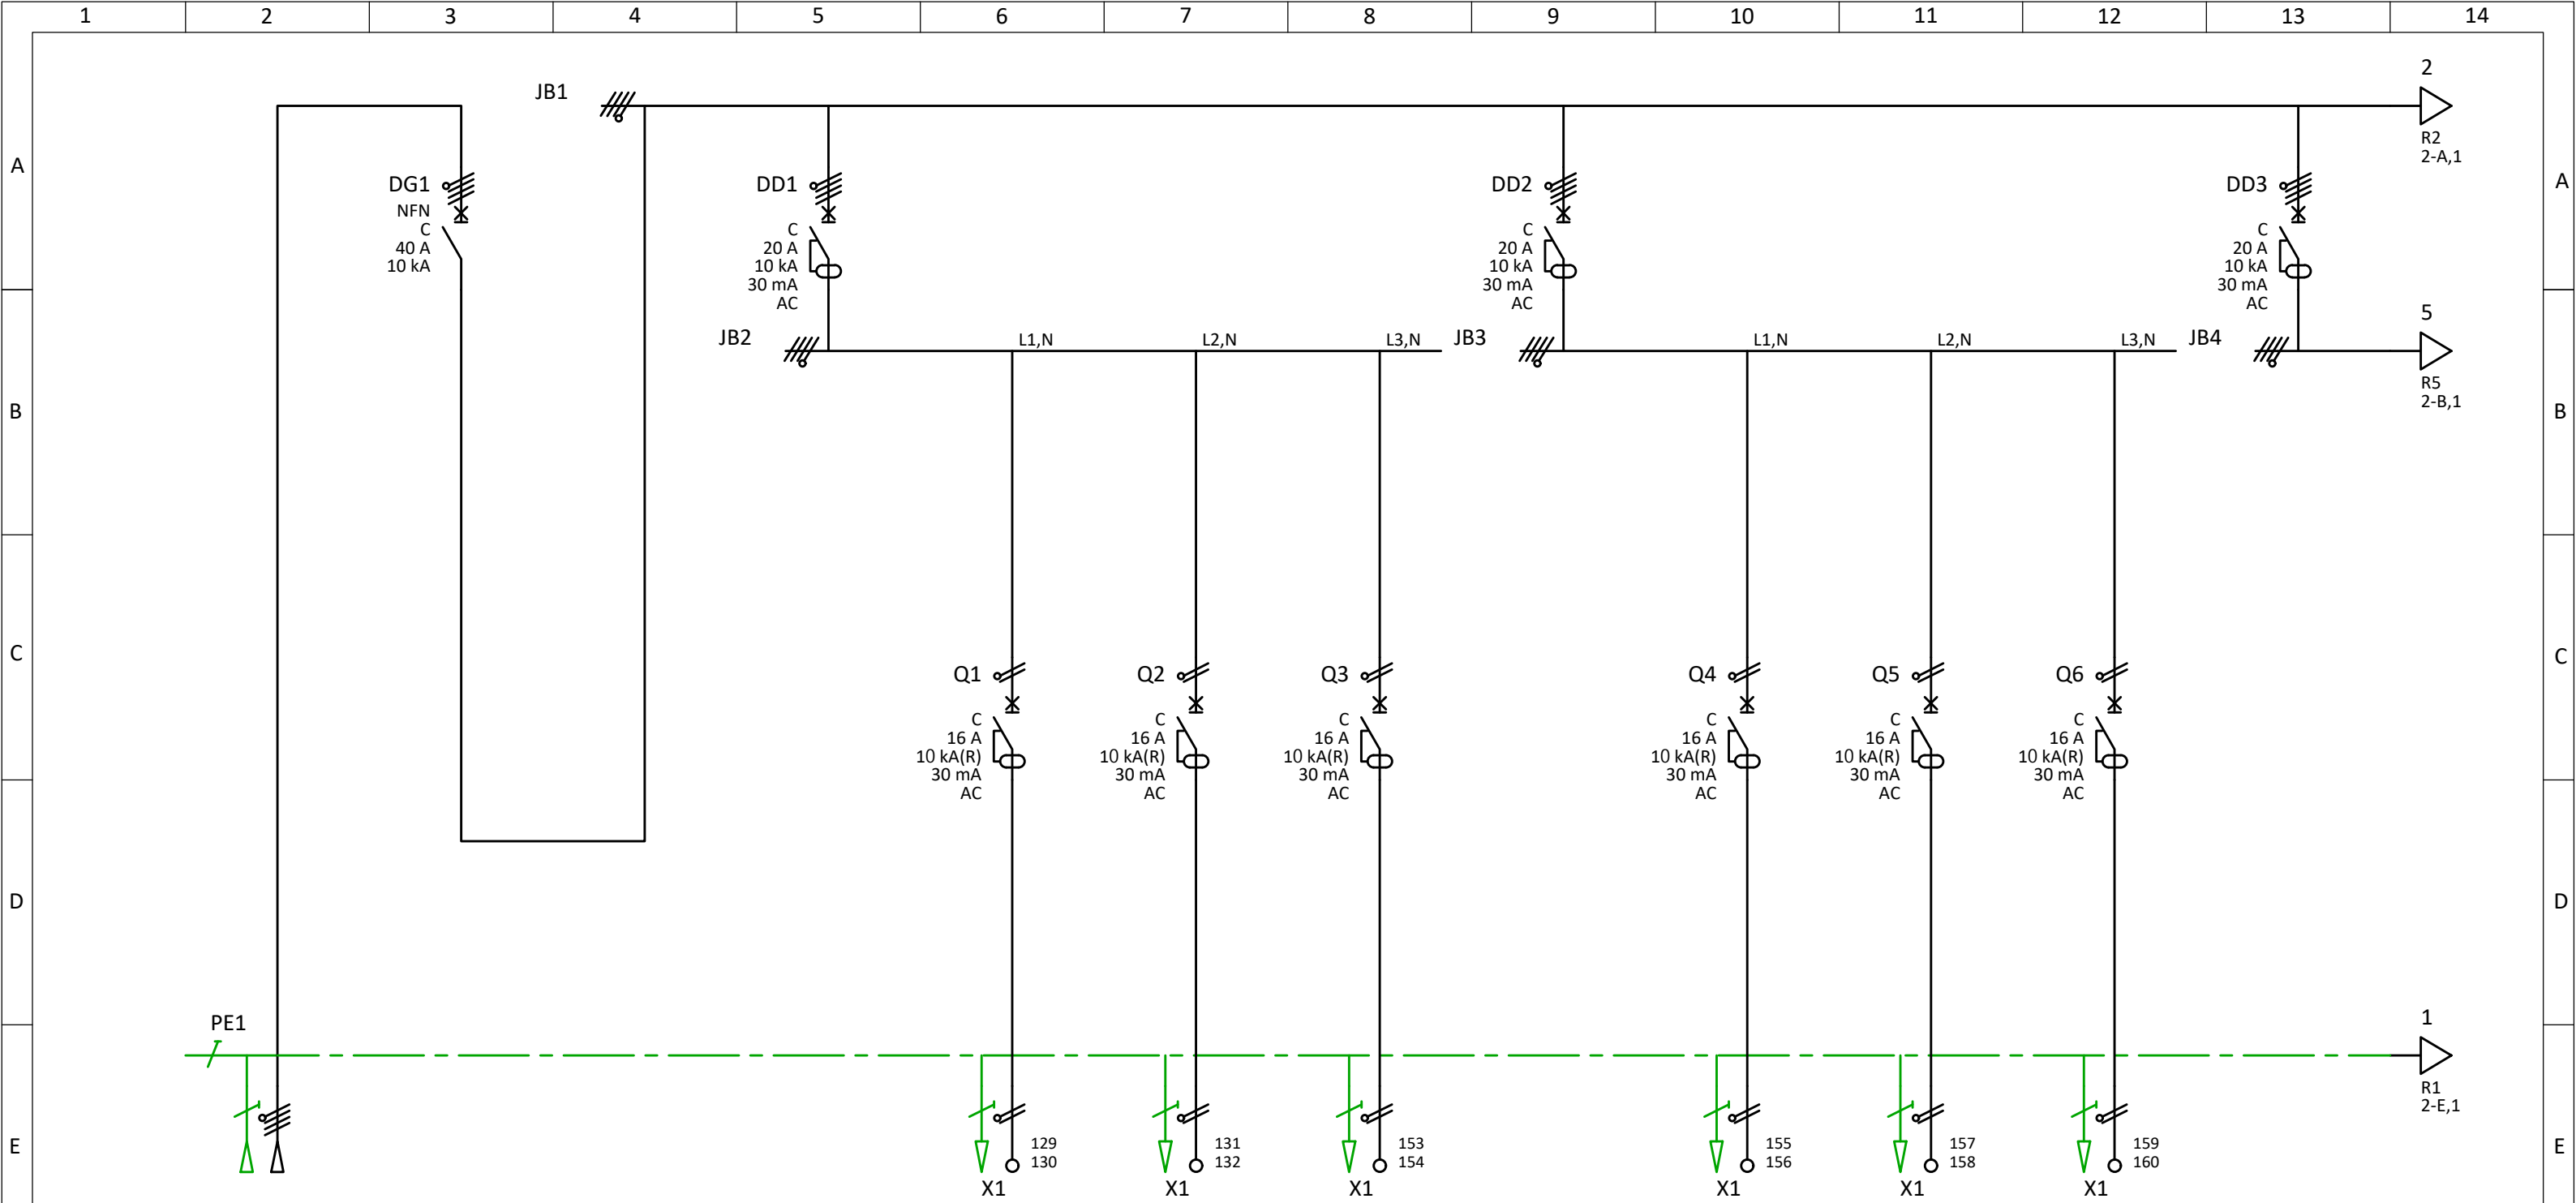 1 2 3 4 5 6 7 8 9 10 11 12 13 14
A
B
C
D
E
A
B
C
D
E
JB1
2
R2
2-A,1
DG1
NFN
C
40 A
10 kA
DD1
C
20 A
10 kA
30 mA
AC
DD2
C
20 A
10 kA
30 mA
AC
DD3
C
20 A
10 kA
30 mA
AC
JB2
L1,N
L2,N
L3,N
JB3
L1,N
L2,N
L3,N
JB4
5
R5
2-B,1
Q1
C
16 A
10 kA(R)
30 mA
AC
Q2
C
16 A
10 kA(R)
30 mA
AC
Q3
C
16 A
10 kA(R)
30 mA
AC
Q4
C
16 A
10 kA(R)
30 mA
AC
Q5
C
16 A
10 kA(R)
30 mA
AC
Q6
C
16 A
10 kA(R)
30 mA
AC
PE1
1
R1
2-E,1
129
130
X1
131
132
X1
153
154
X1
155
156
X1
157
158
X1
159
160
X1